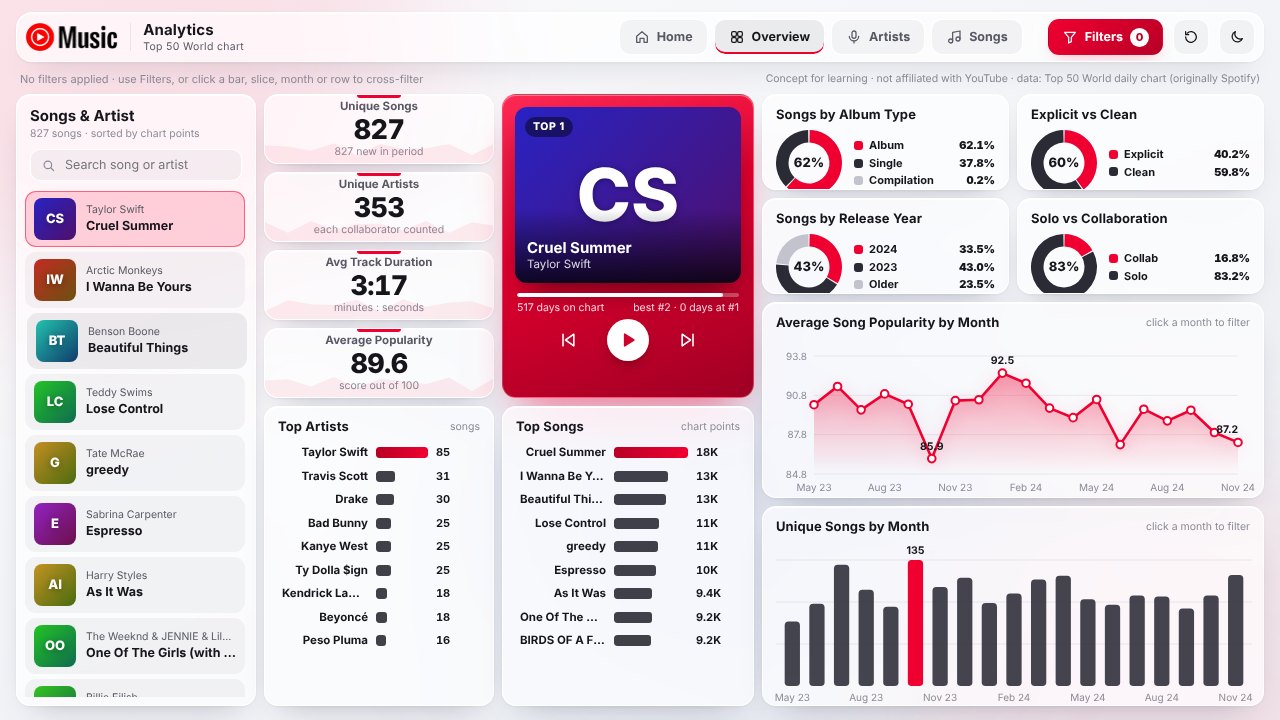 Music
Analytics
Top 50 World chart
Home
Overview
Artists
Songs
Filters 0
No filters applied · use Filters, or click a bar, slice, month or row to cross-filter
Concept for learning · not affiliated with YouTube · data: Top 50 World daily chart (originally Spotify)
Songs & Artist
827 songs · sorted by chart points
Search song or artist
CS
Taylor Swift
Cruel Summer
IW
Arctic Monkeys
I Wanna Be Yours
BT
Benson Boone
Beautiful Things
LC
Teddy Swims
Lose Control
G
Tate McRae
greedy
E
Sabrina Carpenter
Espresso
AI
Harry Styles
As It Was
OO
The Weeknd & JENNIE & Lil...
One Of The Girls (with ...
Billie Eilish
Unique Songs
827
827 new in period
Unique Artists
353
each collaborator counted
Avg Track Duration
3:17
minutes : seconds
Average Popularity
89.6
score out of 100
TOP 1
CS
Cruel Summer
Taylor Swift
517 days on chart
best #2 · 0 days at #1
Top Artists
songs
Taylor Swift 85
Travis Scott 31
Drake 30
Bad Bunny 25
Kanye West 25
Ty Dolla $ign 25
Kendrick La... 18
Beyoncé 18
Peso Pluma 16
Top Songs
chart points
Cruel Summer 18K
I Wanna Be Y... 13K
Beautiful Thi... 13K
Lose Control 11K
greedy 11K
Espresso 10K
As It Was 9.4K
One Of The ... 9.2K
BIRDS OF A F... 9.2K
Songs by Album Type
62%
Album 62.1%
Single 37.8%
Compilation 0.2%
Explicit vs Clean
60%
Explicit 40.2%
Clean 59.8%
Songs by Release Year
43%
2024 33.5%
2023 43.0%
Older 23.5%
Solo vs Collaboration
83%
Collab 16.8%
Solo 83.2%
Average Song Popularity by Month
click a month to filter
93.8
90.8
87.8
84.8
92.5
85.9
87.2
May 23 Aug 23 Nov 23 Feb 24 May 24 Aug 24 Nov 24
Unique Songs by Month
click a month to filter
135
May 23 Aug 23 Nov 23 Feb 24 May 24 Aug 24 Nov 24